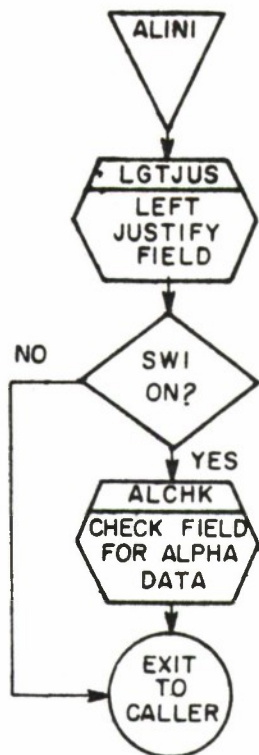 ALINI
LGTJUS
LEFT
JUSTIFY
FIELD
NO
SWI
ON?
YES
ALCHK
CHECK FIELD
FOR ALPHA
DATA
EXIT
TO
CALLER